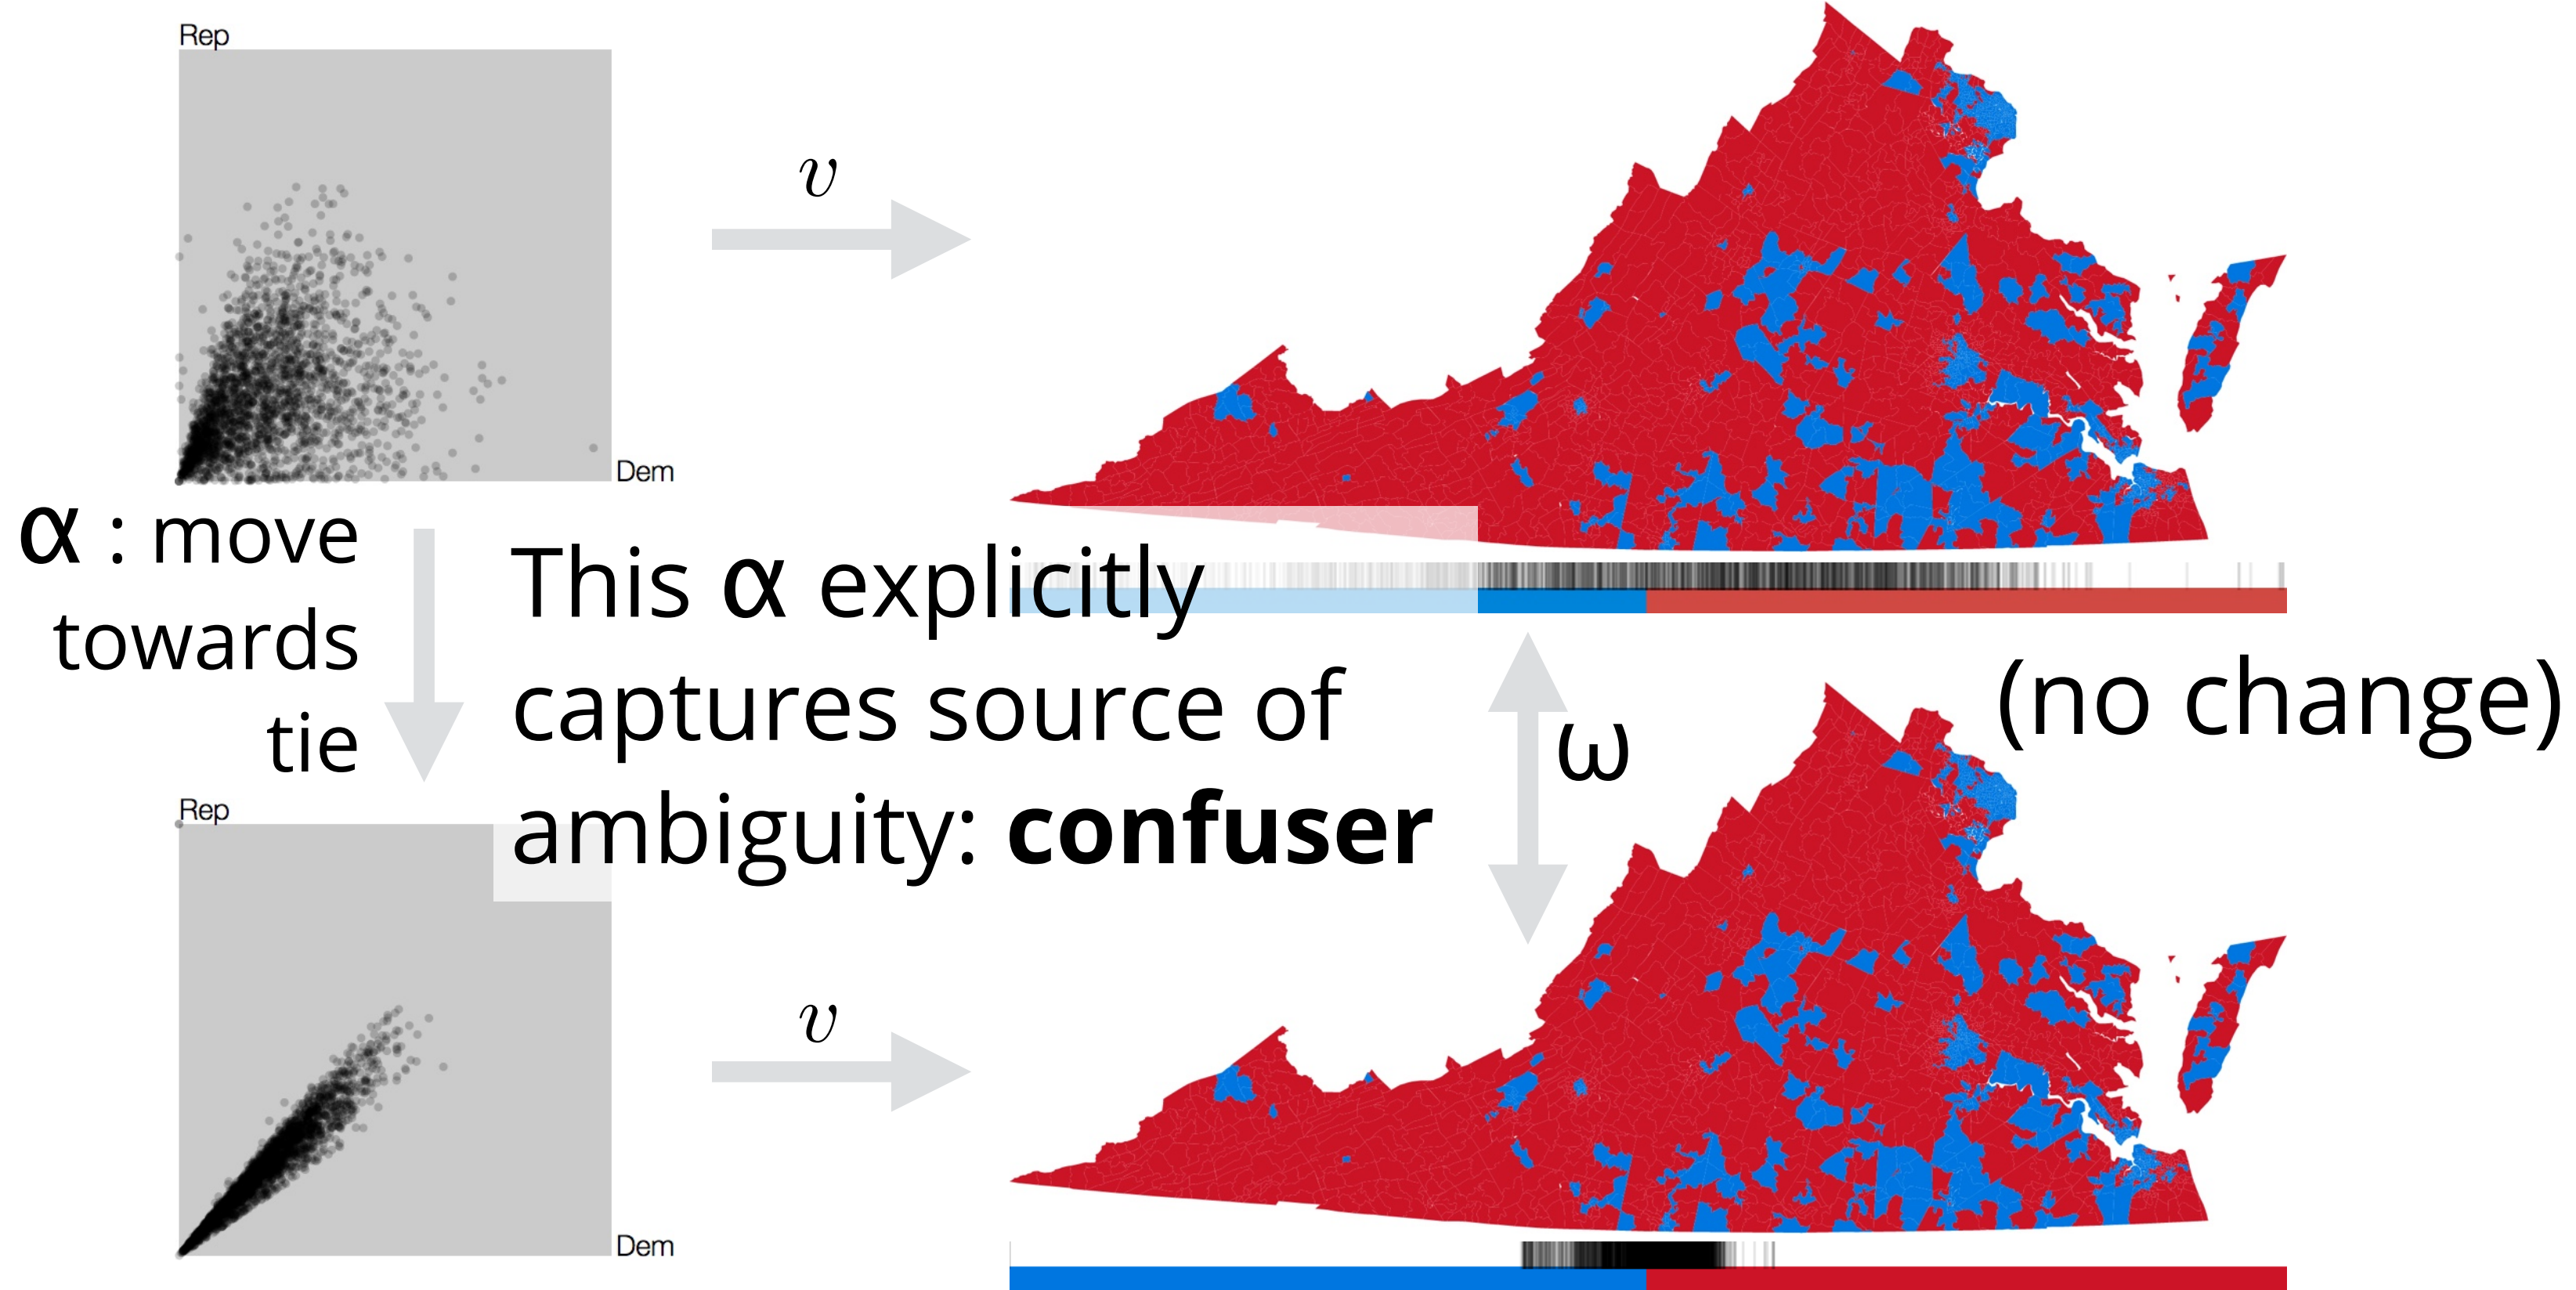 Rep
Dem
v
α : move
towards
tie
This α explicitly
captures source of
ambiguity: confuser
ω
(no change)
Rep
Dem
v